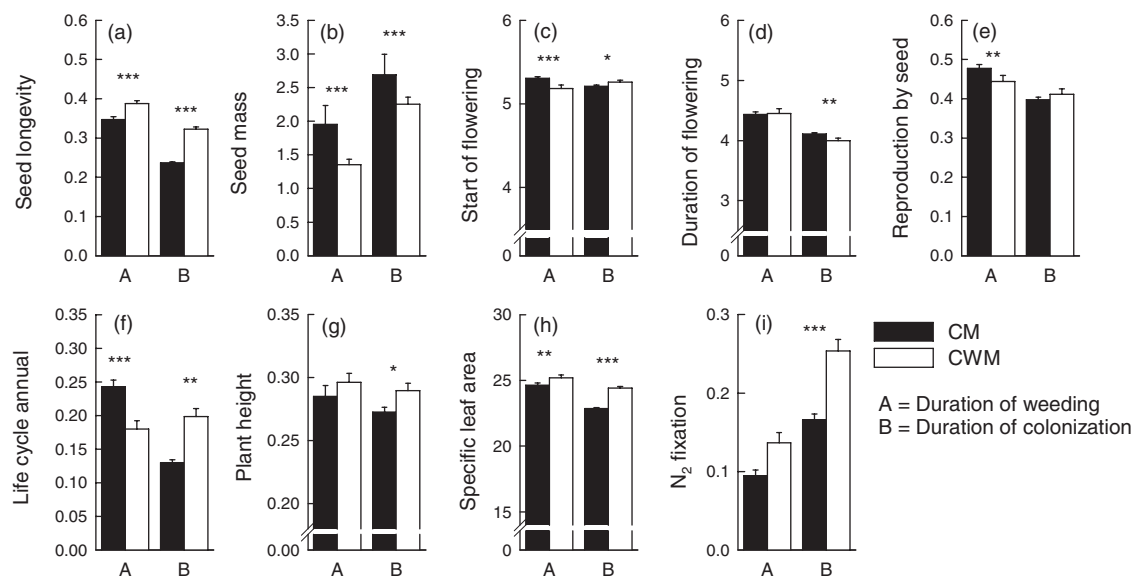 (a)
Seed longevity
0.6
0.5
0.4
0.3
0.2
0.1
0.0
***
***
A B
(b)
Seed mass
3.5
3.0
2.5
2.0
1.5
1.0
0.5
0.0
***
***
A B
(c)
Start of flowering
6
5
4
0
***
*
A B
(d)
Duration of flowering
6
5
4
3
0
**
A B
(e)
Reproduction by seed
0.6
0.5
0.4
0.3
0.2
0.1
0.0
**
A B
(f)
Life cycle annual
0.35
0.30
0.25
0.20
0.15
0.10
0.05
0.00
***
**
A B
(g)
Plant height
0.35
0.30
0.25
0.20
0.00
*
A B
(h)
Specific leaf area
30
25
20
15
0
**
***
A B
(i)
N₂ fixation
0.3
0.2
0.1
0.0
***
A B
CM
CWM
A = Duration of weeding
B = Duration of colonization